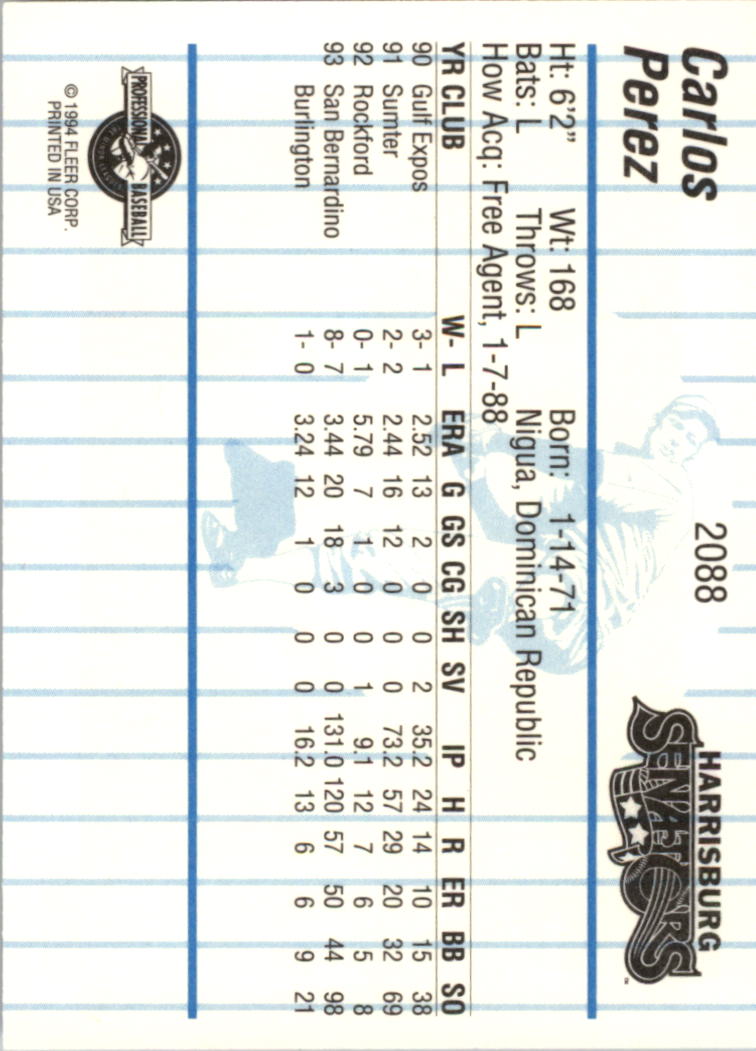 Carlos
Perez
2088
HARRISBURG
SENATORS
Ht: 6'2" Wt: 168 Born: 1-14-71
Bats: L Throws: L Nigua, Dominican Republic
How Acq: Free Agent, 1-7-88
YR CLUB W- L ERA G GS CG SH SV IP H R ER BB SO
90 Gulf Expos 3- 1 2.52 13 2 0 0 2 35.2 24 14 10 15 38
91 Sumter 2- 2 2.44 16 12 0 0 0 73.2 57 29 20 32 69
92 Rockford 0- 1 5.79 7 1 0 0 1 9.1 12 7 6 5 8
93 San Bernardino 8- 7 3.44 20 18 3 0 0 131.0 120 57 50 44 98
Burlington 1- 0 3.24 12 1 0 0 0 16.2 13 6 6 9 21
PROFESSIONAL BASEBALL
© 1994 FLEER CORP.
PRINTED IN USA